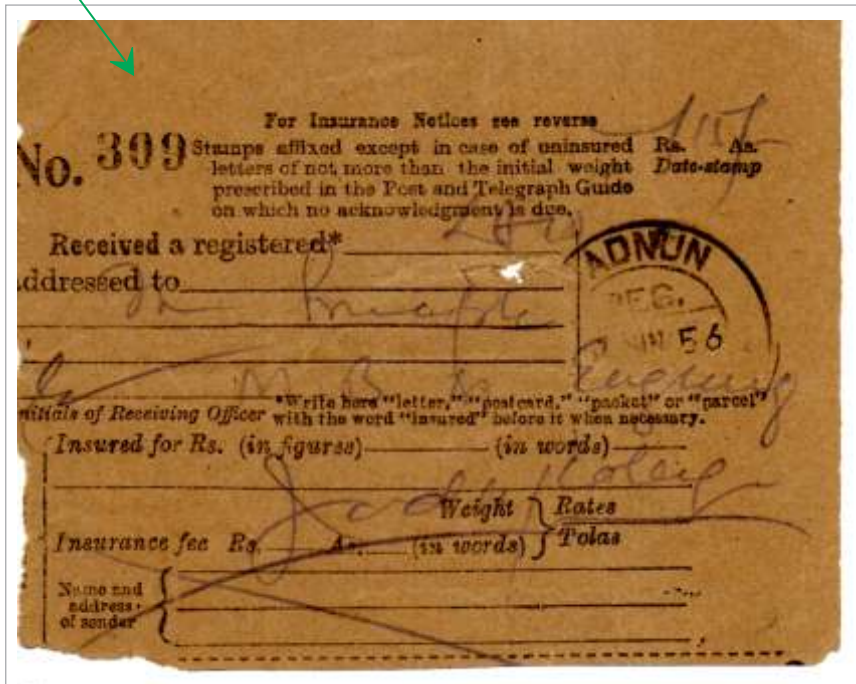 For Insurance Notices see reverse
No. 309 Stamps affixed except in case of uninsured Rs. As.
letters of not more than the initial weight Date-stamp
prescribed in the Post and Telegraph Guide
on which no acknowledgment is due.
Received a registered*
addressed to
ADMUN
REG.
56
M B M
Initials of Receiving Officer *Write here "letter," "postcard," "packet" or "parcel"
with the word "insured" before it when necessary.
Insured for Rs. (in figures) (in words)
Jodhpur
Weight } Rates
Insurance fee Rs. As. (in words) } Tolas
Name and
address
of sender